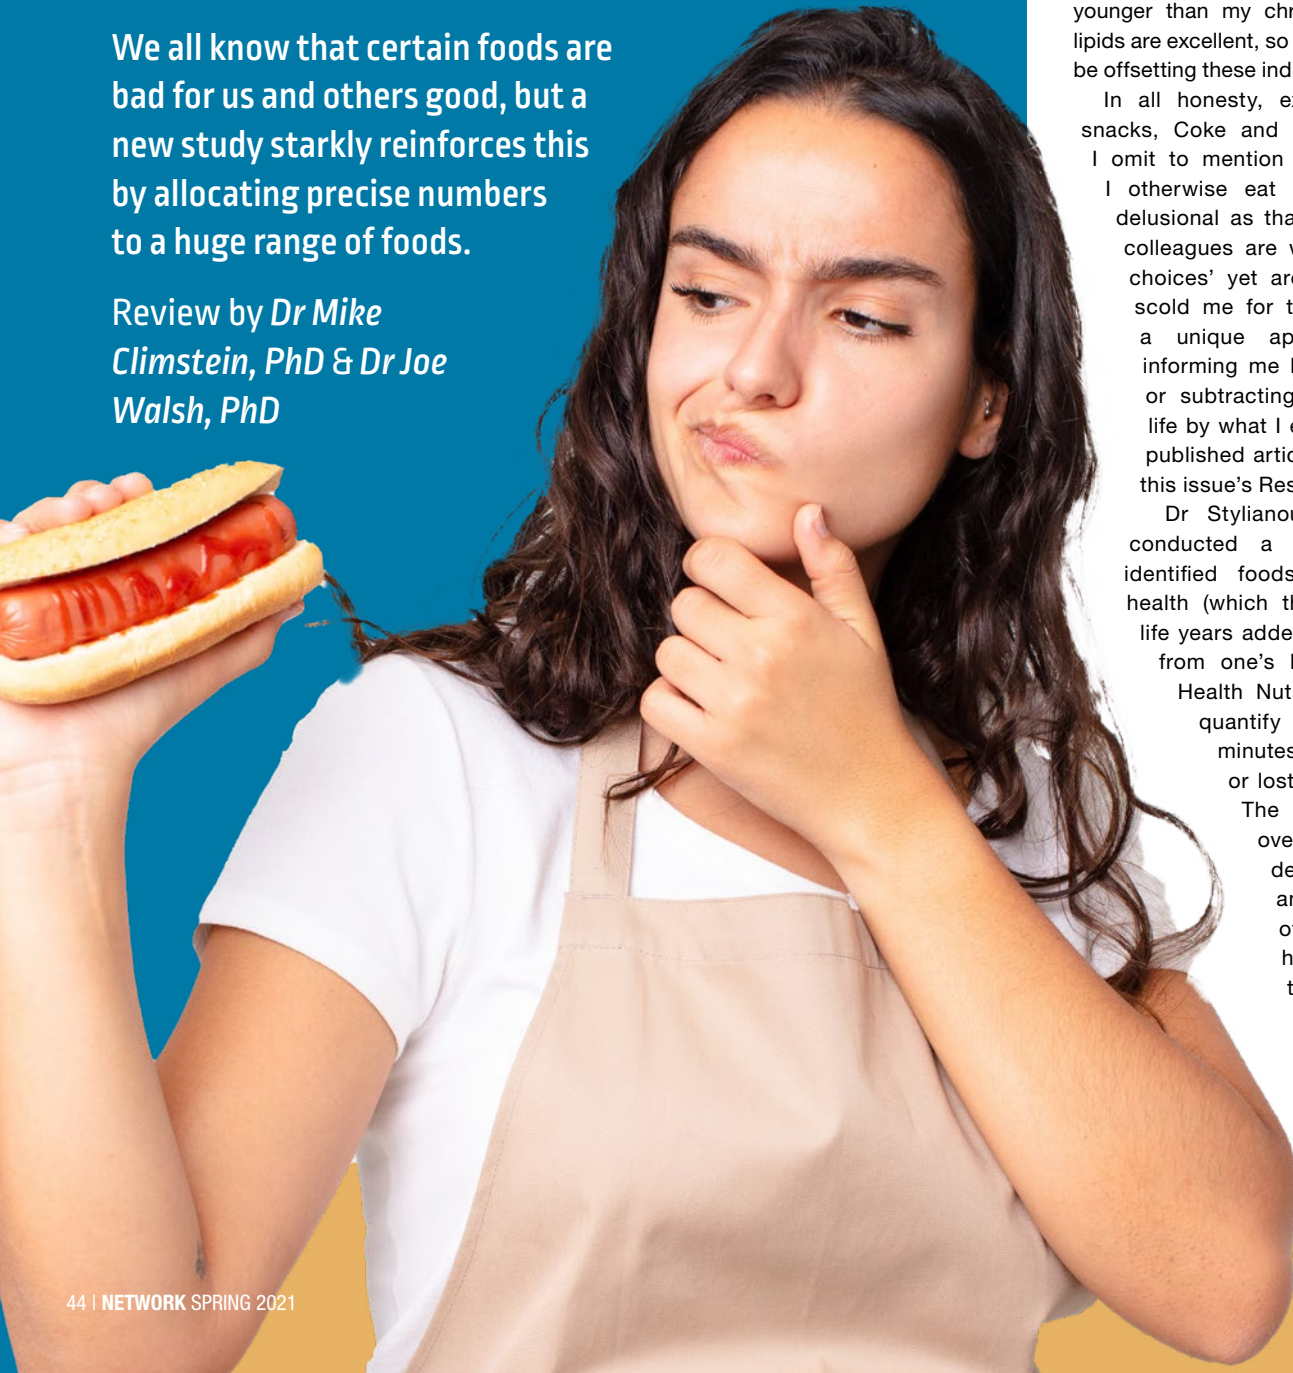 We all know that certain foods are
bad for us and others good, but a
new study starkly reinforces this
by allocating precise numbers
to a huge range of foods.
Review by Dr Mike
Climstein, PhD & Dr Joe
Walsh, PhD
44 | NETWORK SPRING 2021
younger than my
lipids are excellent, so
be offsetting these
In all honesty,
snacks, Coke and
I omit to mention
I otherwise eat
delusional as
colleagues are
choices’ yet
scold me for
a unique
informing me
or subtracting
life by what I
published
this issue’s
Dr
conducted a
identified foods
health (which
life years
from one’s
Health
quantify
minutes
or lost
The